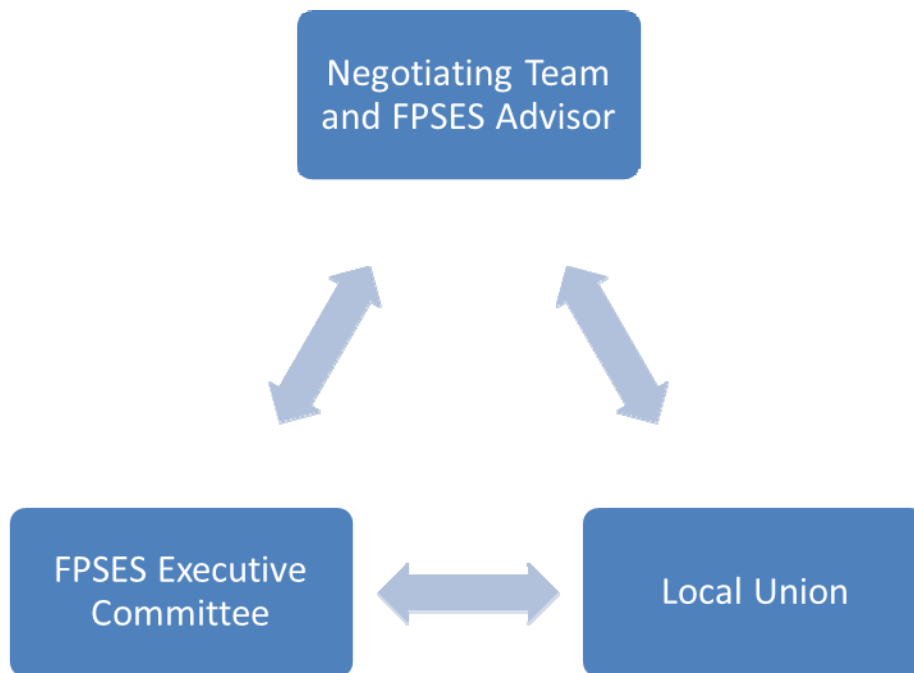 Negotiating Team
and FPSES Advisor
FPSES Executive
Committee
Local Union